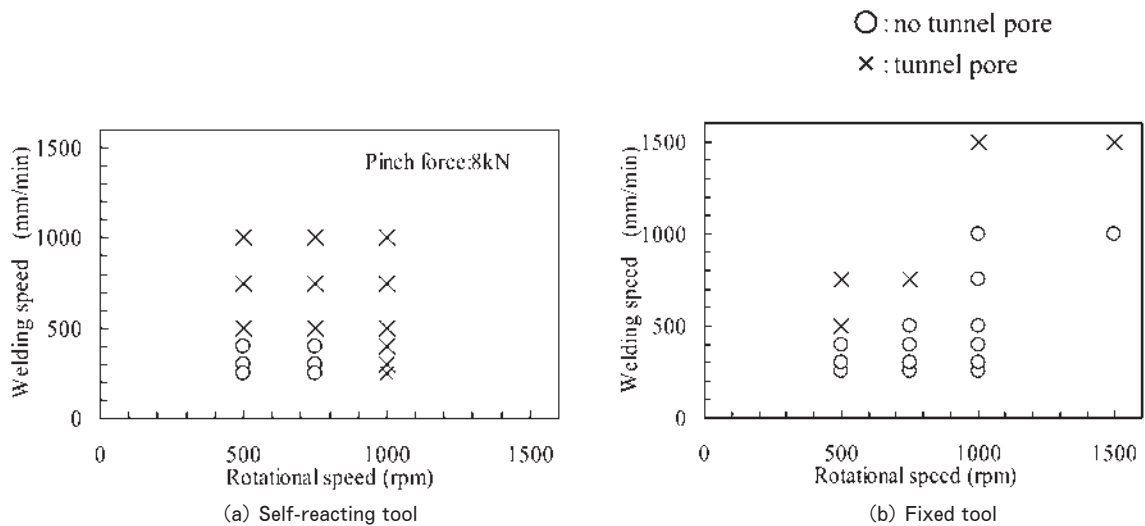 ○ : no tunnel pore
× : tunnel pore
Pinch force:8kN
Welding speed (mm/min)
1500
1000
500
0
0 500 1000 1500
Rotational speed (rpm)
(a) Self-reacting tool
Welding speed (mm/min)
1500
1000
500
0
0 500 1000 1500
Rotational speed (rpm)
(b) Fixed tool